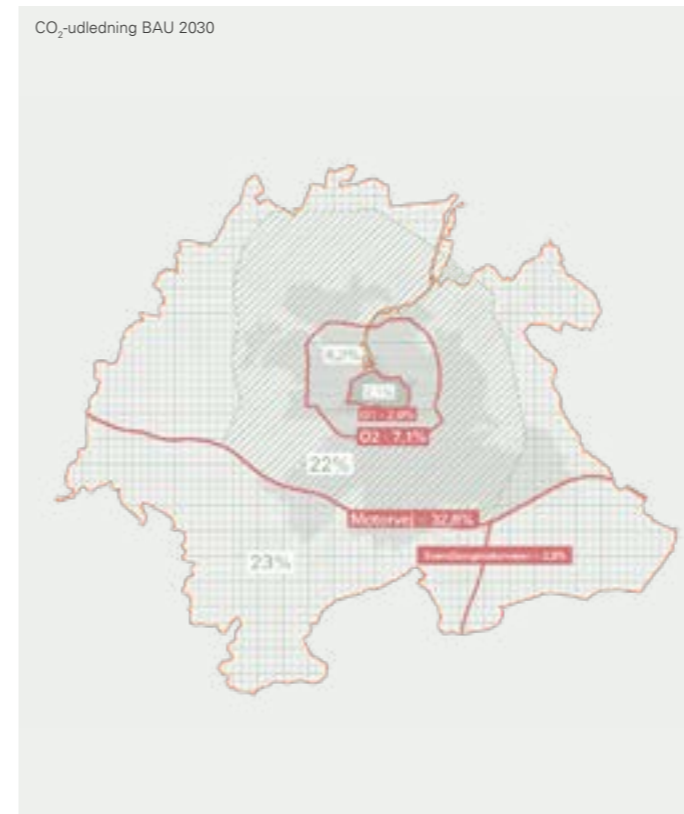 CO₂-udledning BAU 2030
4,2%
O2 - 7,1%
22%
Motorvej - 32,8%
23%